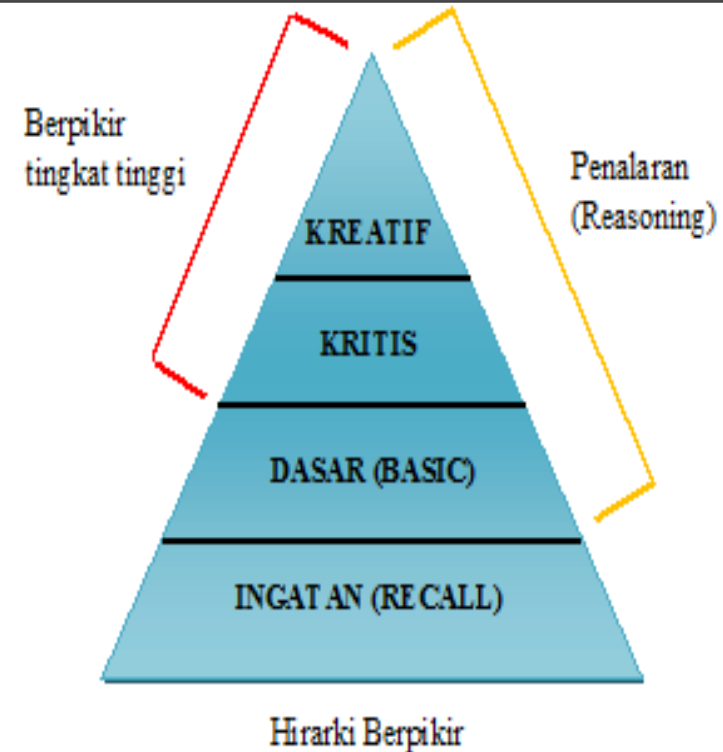 Berpikir
tingkat tinggi
Penalaran
(Reasoning)
KREATIF
KRITIS
DASAR (BASIC)
INGATAN (RECALL)
Hirarki Berpikir